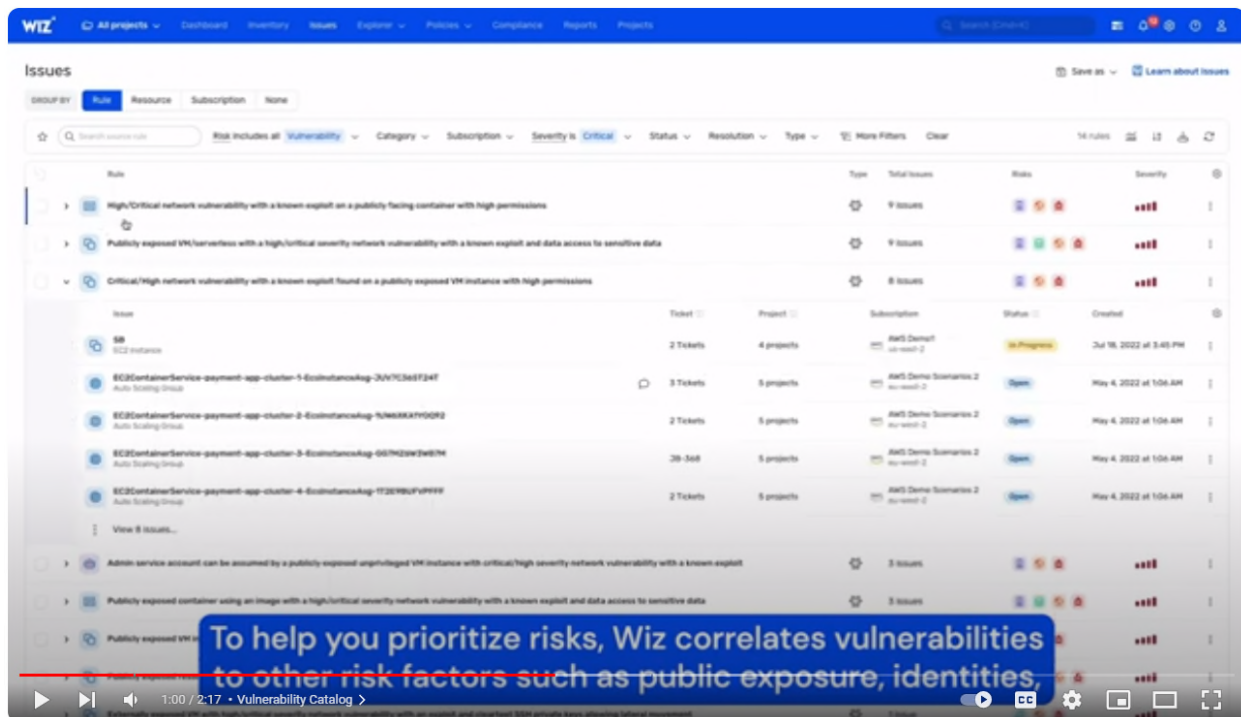 WIZ All projects Dashboard Inventory Issues Explorer Policies Compliance Reports Projects Search (Cmd+K)
Issues
Save as Learn about Issues
GROUP BY Rule Resource Subscription None
Search source rule Risk includes all Vulnerability Category Subscription Severity is Critical Status Resolution Type More Filters Clear 14 rules
Rule Type Total Issues Risks Severity
High/Critical network vulnerability with a known exploit on a publicly facing container with high permissions 9 issues
Publicly exposed VM/serverless with a high/critical severity network vulnerability with a known exploit and data access to sensitive data 9 issues
Critical/High network vulnerability with a known exploit found on a publicly exposed VM instance with high permissions 8 issues
Issue Ticket Project Subscription Status Created
2 Tickets 4 projects AWS Demo1 In Progress Jul 18, 2022 at 3:45 PM
EC2 Instance
EC2ContainerService-payment-app-cluster-1- 3 Tickets 5 projects AWS Demo Scenarios 2 Open May 4, 2022 at 1:06 AM
Auto Scaling Group
EC2ContainerService-payment-app-cluster-2- 2 Tickets 5 projects AWS Demo Scenarios 2 Open May 4, 2022 at 1:06 AM
Auto Scaling Group
EC2ContainerService-payment-app-cluster-3- JB-368 5 projects AWS Demo Scenarios 2 Open May 4, 2022 at 1:06 AM
Auto Scaling Group
EC2ContainerService-payment-app-cluster-4- 2 Tickets 5 projects AWS Demo Scenarios 2 Open May 4, 2022 at 1:06 AM
Auto Scaling Group
View 8 issues...
Admin service account can be assumed by a publicly exposed unprivileged VM instance with critical/high severity network vulnerability with a known exploit 3 issues
Publicly exposed container using an image with a high/critical severity network vulnerability with a known exploit and data access to sensitive data 3 issues
Publicly exposed VM
To help you prioritize risks, Wiz correlates vulnerabilities
to other risk factors such as public exposure, identities,
1:00 / 2:17 • Vulnerability Catalog >
CC